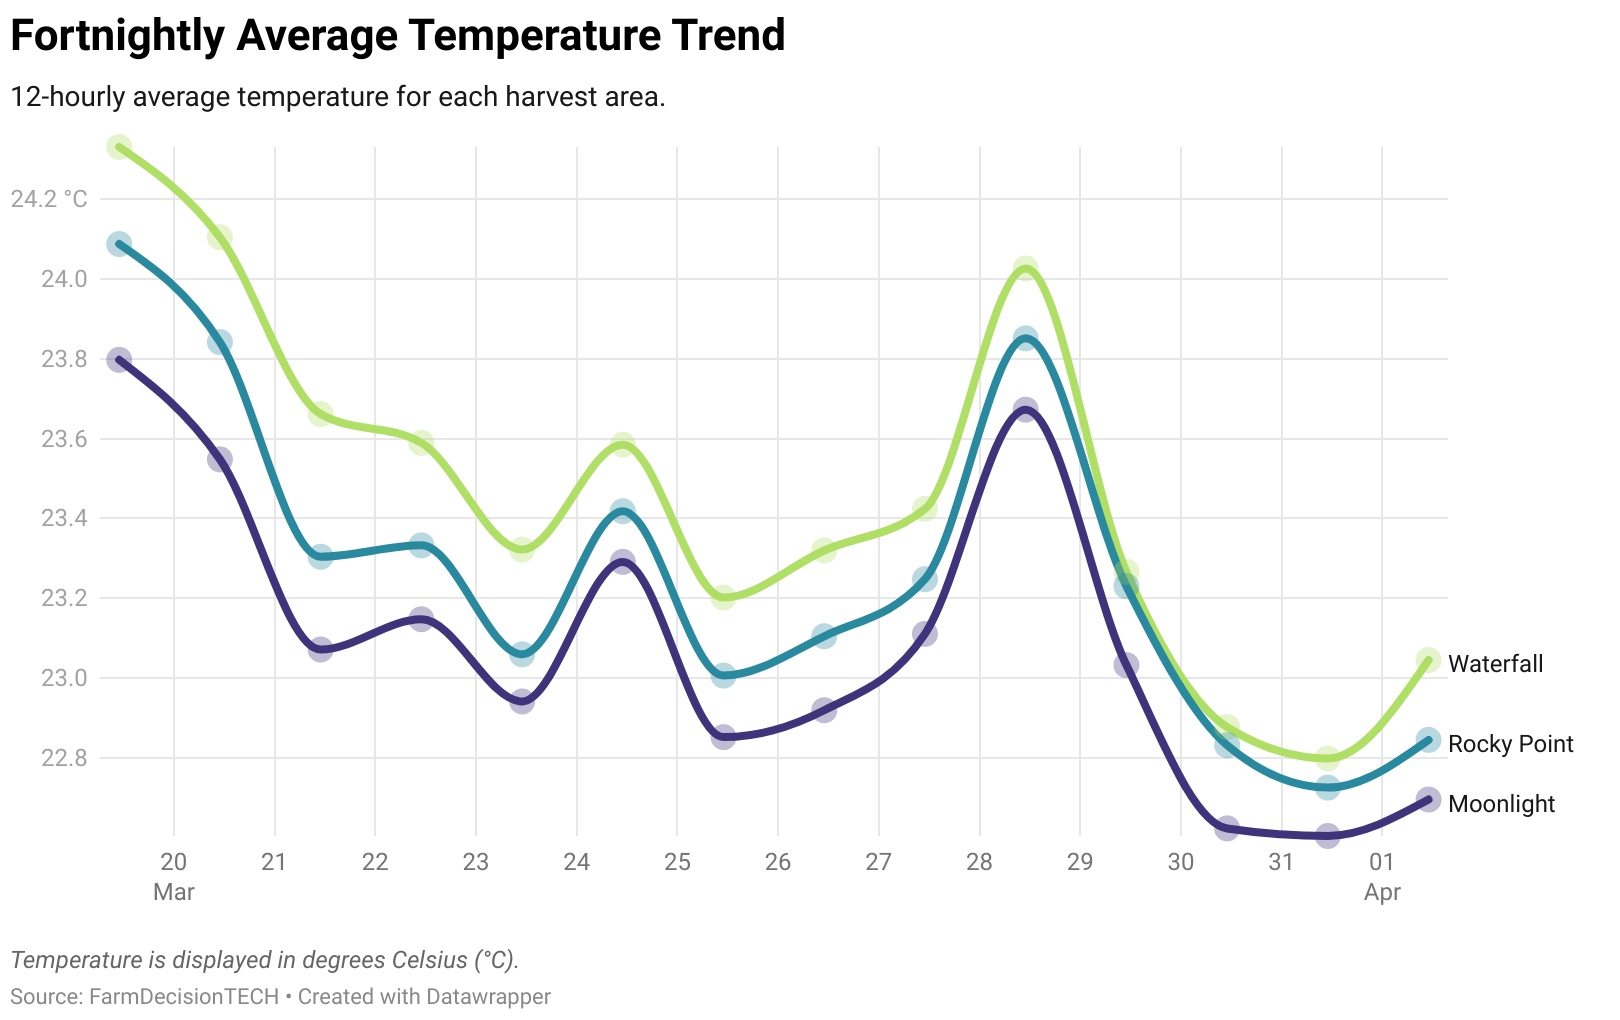 Fortnightly Average Temperature Trend
12-hourly average temperature for each harvest area.
24.2 °C
24.0
23.8
23.6
23.4
23.2
23.0
22.8
Waterfall
Rocky Point
Moonlight
20 21 22 23 24 25 26 27 28 29 30 31 01
Mar Apr
Temperature is displayed in degrees Celsius (°C).
Source: FarmDecisionTECH • Created with Datawrapper